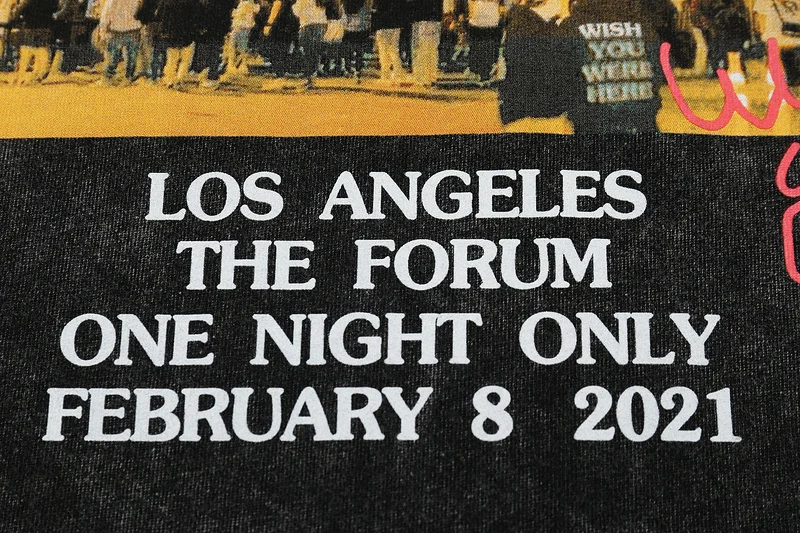 WISH
YOU
WERE
HERE
LOS ANGELES
THE FORUM
ONE NIGHT ONLY
FEBRUARY 8 2021